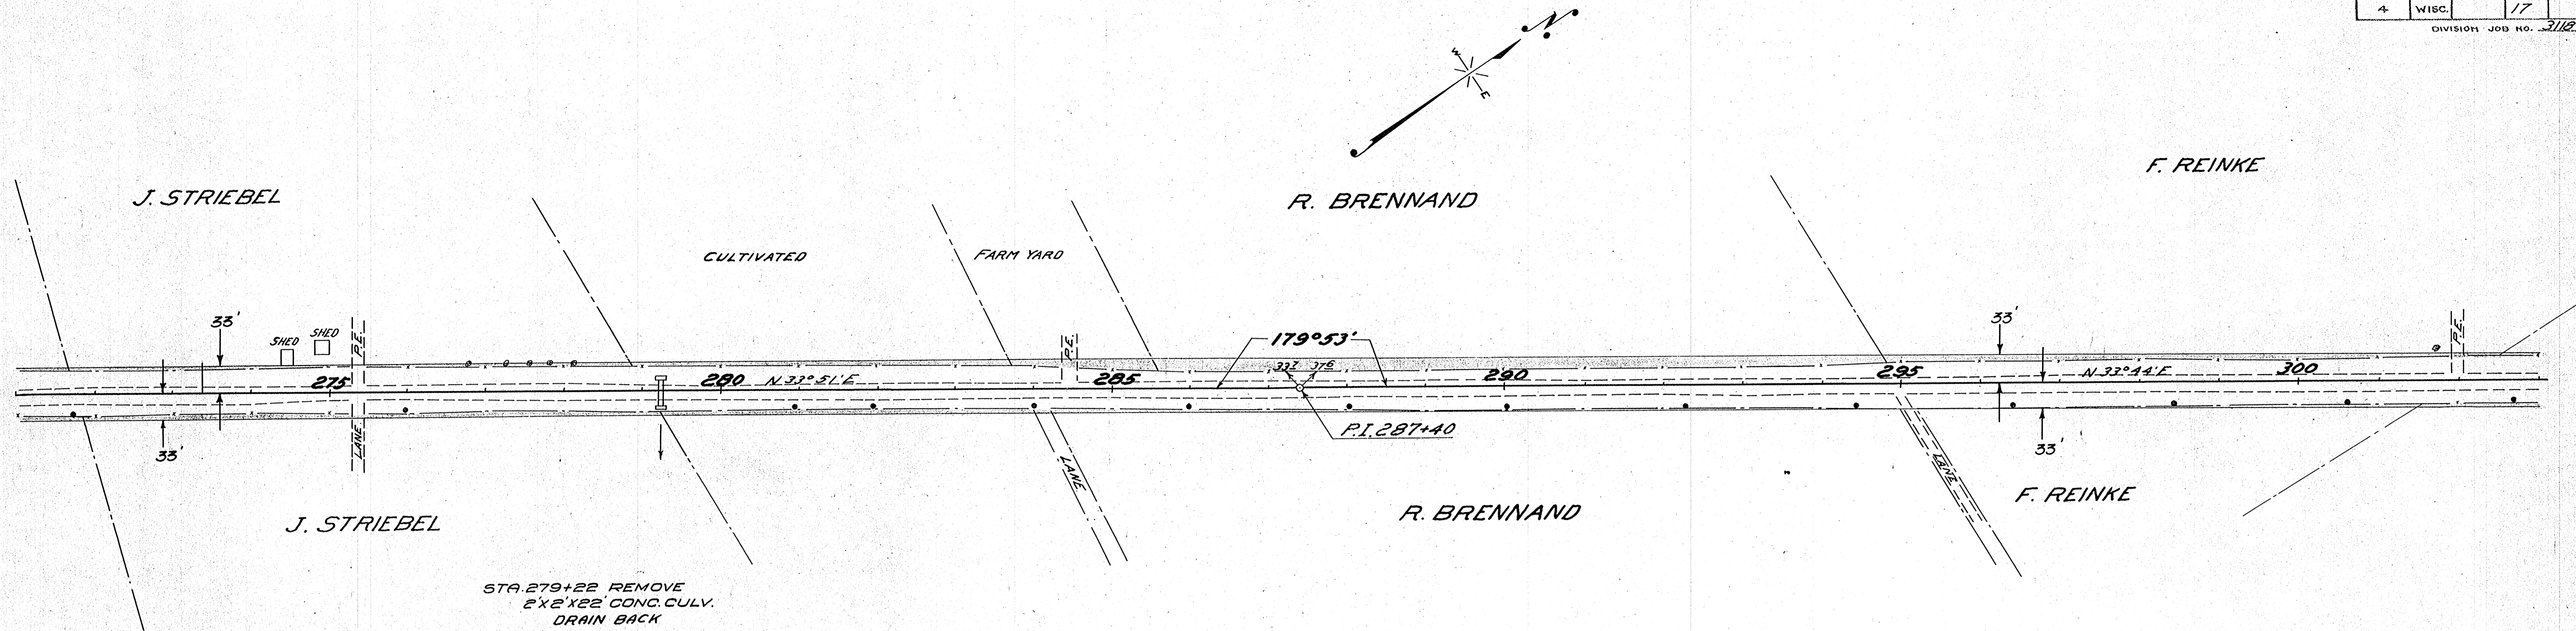 4 WISC. 17
DIVISION JOB NO. 3118
N
W
E
J. STRIEBEL
R. BRENNAND
F. REINKE
CULTIVATED
FARM YARD
33'
SHED
SHED
P.E.
P.E.
179°53'
33'
P.E.
275
280
N 33° 51' E
285
290
295
N 33° 44' E
300
33'
LANE
P.I. 287+40
LANE
LANE
33'
J. STRIEBEL
R. BRENNAND
F. REINKE
STA. 279+22 REMOVE
2'X2'X22' CONC. CULV.
DRAIN BACK